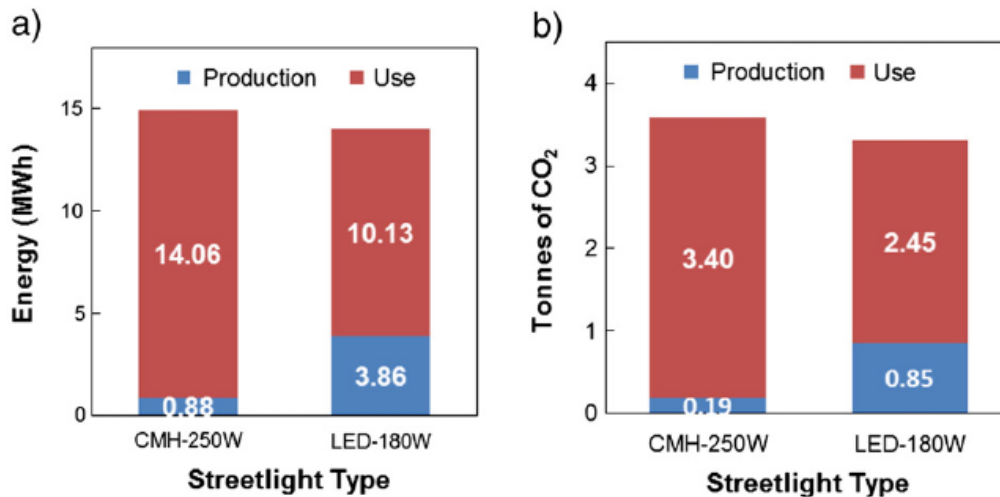 a)
Production Use
Energy (MWh)
15
10
5
0
14.06
0.88
10.13
3.86
CMH-250W LED-180W
Streetlight Type
b)
Production Use
Tonnes of CO₂
4
3
2
1
0
3.40
0.19
2.45
0.85
CMH-250W LED-180W
Streetlight Type